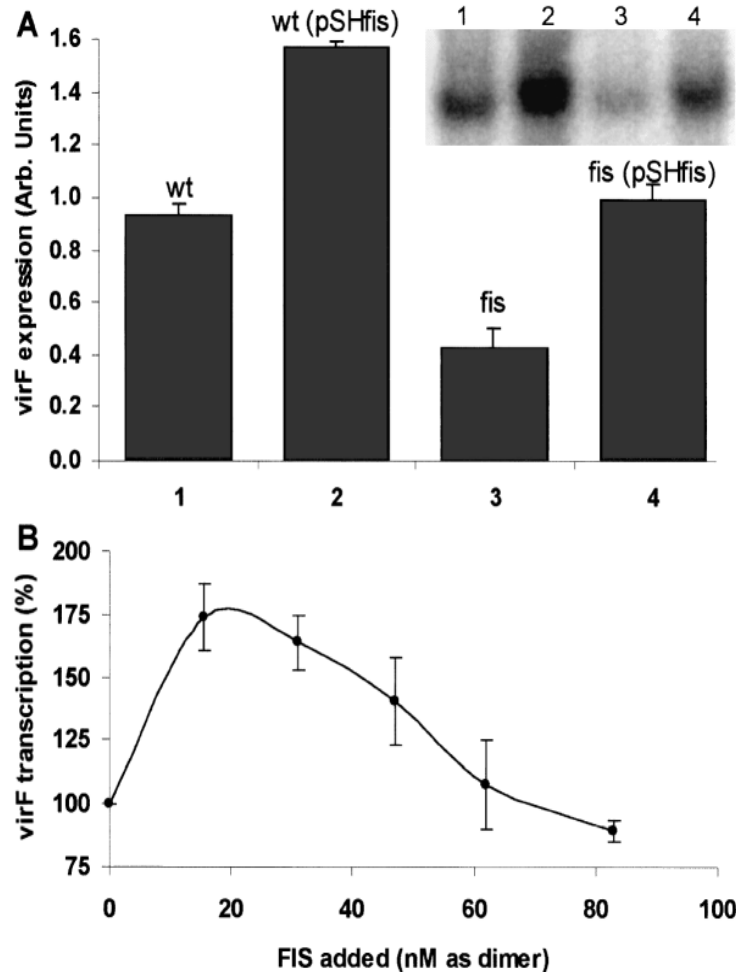 A
virF expression (Arb. Units)
1.6
1.4
1.2
1.0
0.8
0.6
0.4
0.2
0.0
wt
wt (pSHfis)
fis
fis (pSHfis)
1 2 3 4
1 2 3 4
B
virF transcription (%)
200
175
150
125
100
75
0 20 40 60 80 100
FIS added (nM as dimer)